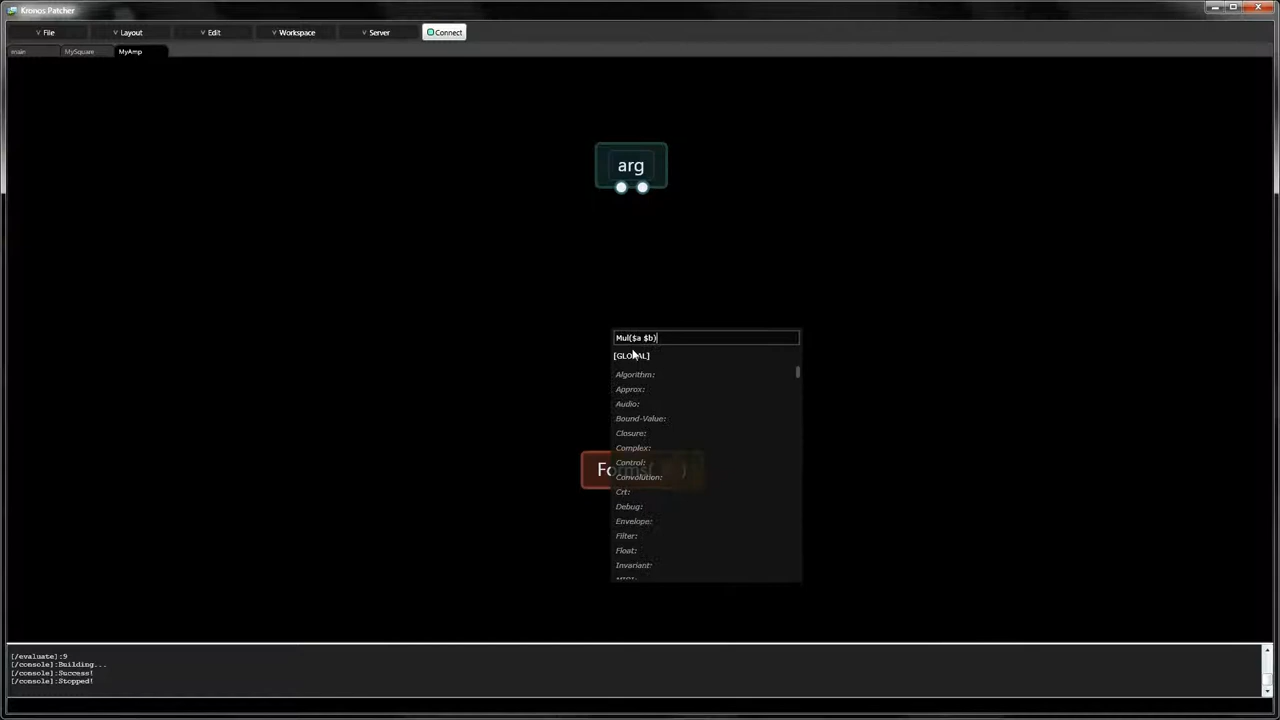 Kronos Patcher
v File v Layout v Edit v Workspace v Server Connect
main MySquare MyAmp
arg
Mul($a $b)
[GLOBAL]
Algorithm:
Approx:
Audio:
Bound-Value:
Closure:
Complex:
Control:
Convolution:
Crt:
Debug:
Envelope:
Filter:
Float:
Invariant:
[/evaluate]:9
[/console]:Building...
[/console]:Success!
[/console]:Stopped!